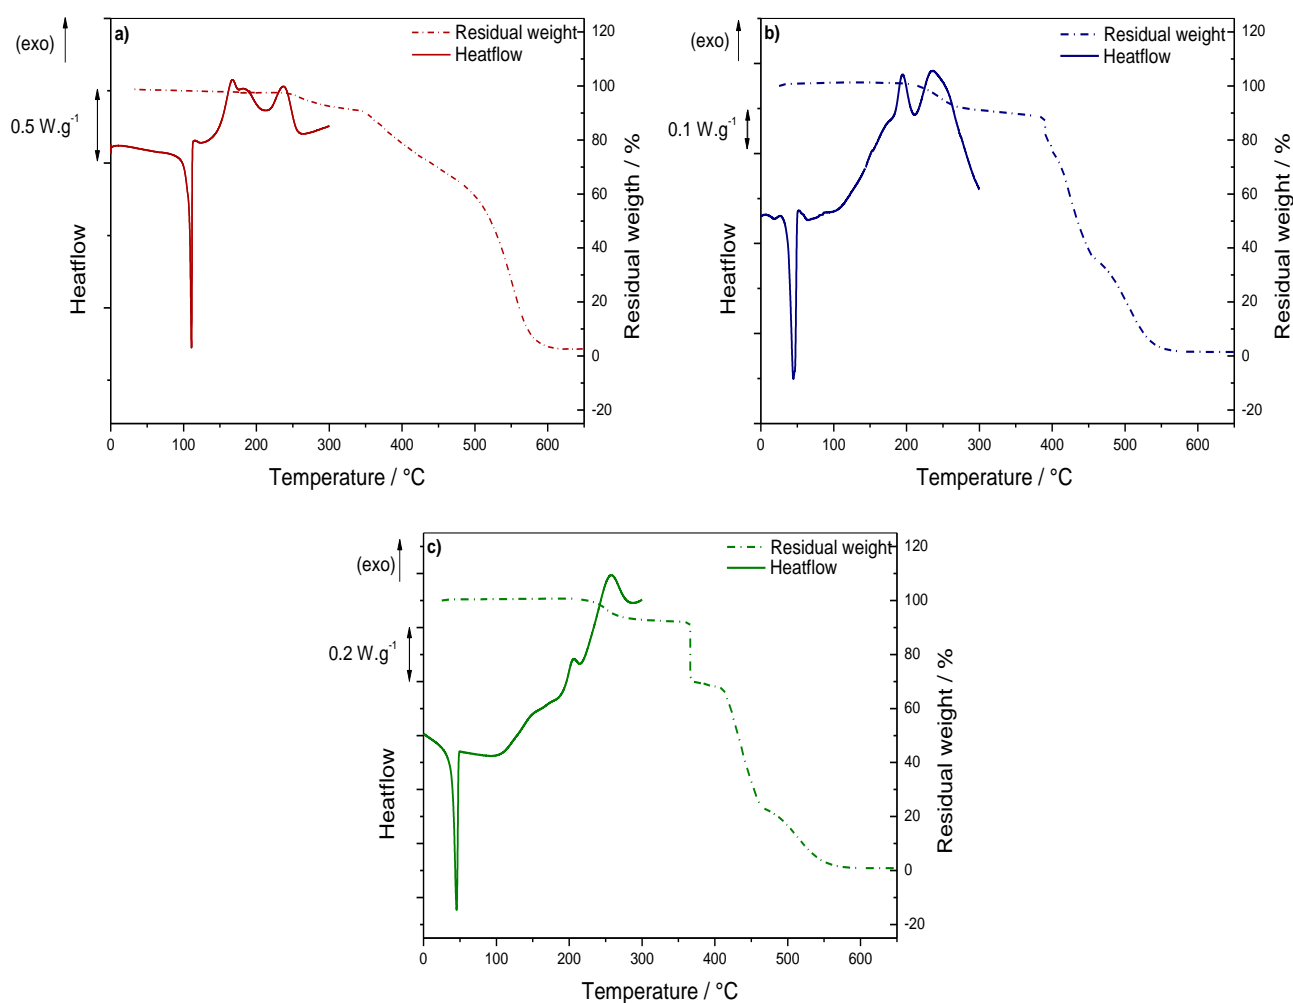 a)
(exo)
Residual weight
Heatflow
0.5 W.g-1
Heatflow
120
100
80
60
40
20
0
-20
Residual weigth / %
0 100 200 300 400 500 600
Temperature / °C
b)
(exo)
Residual weight
Heatflow
0.1 W.g-1
Heatflow
120
100
80
60
40
20
0
-20
Residual weight / %
0 100 200 300 400 500 600
Temperature / °C
c)
(exo)
Residual weight
Heatflow
0.2 W.g-1
Heatflow
120
100
80
60
40
20
0
-20
Residual weight / %
0 100 200 300 400 500 600
Temperature / °C